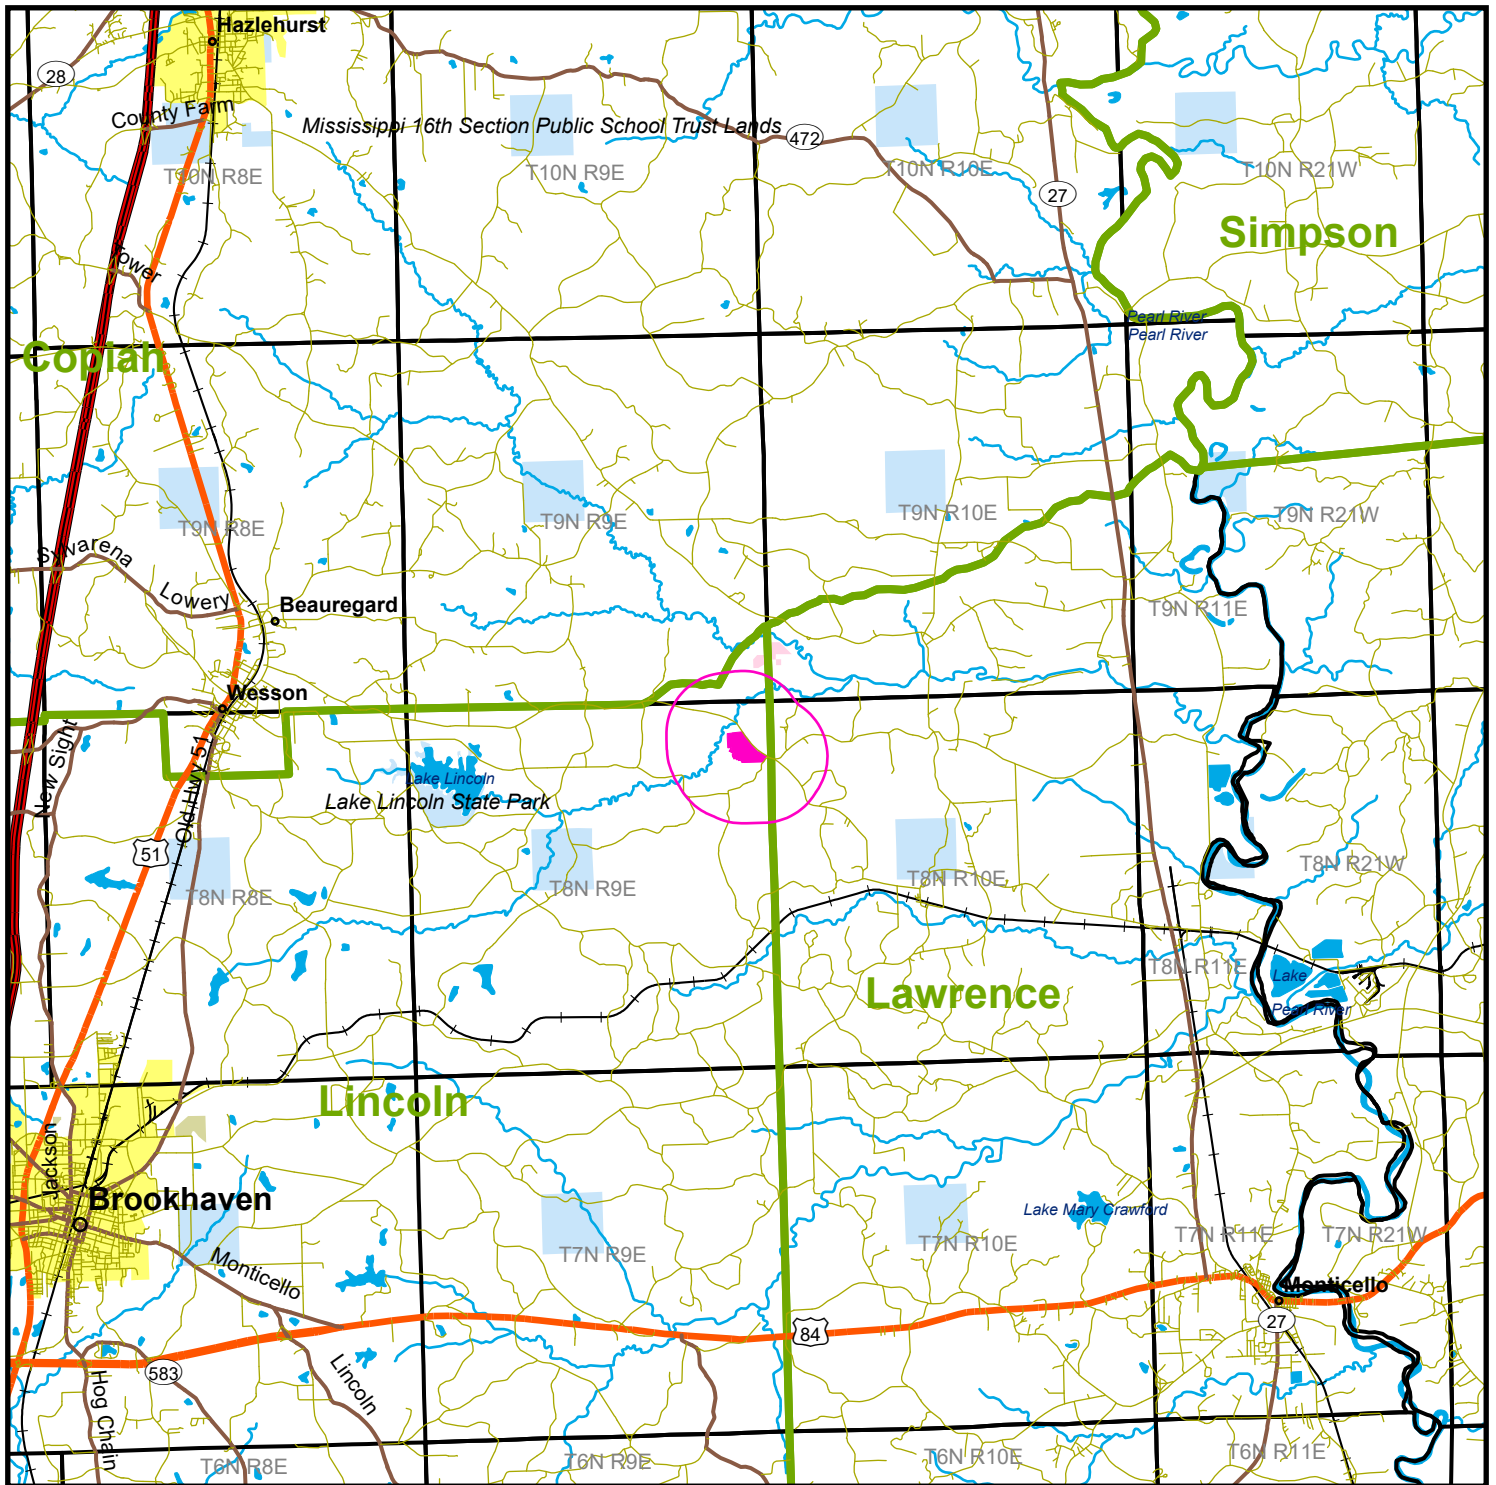 Hazlehurst
28
County Farm
Mississippi 16th Section Public School Trust Lands
472
T10N R8E
T10N R9E
T10N R10E
T10N R21W
27
Simpson
Tower
Pearl River
Pearl River
Copiah
T9N R8E
T9N R9E
T9N R10E
T9N R21W
Sylvarena
Lowery
Beauregard
T9N R11E
Wesson
New Sight
Old Hwy 51
Lake Lincoln
Lake Lincoln State Park
51
T8N R8E
T8N R9E
T8N R10E
T8N R21W
T8N R11E
Lake
Lawrence
Pearl River
Lincoln
Jackson
Brookhaven
Lake Mary Crawford
T7N R9E
T7N R10E
T7N R11E
T7N R21W
Monticello
Monticello
84
27
583
Hog Chain
Lincoln
T6N R8E
T6N R9E
T6N R10E
T6N R11E